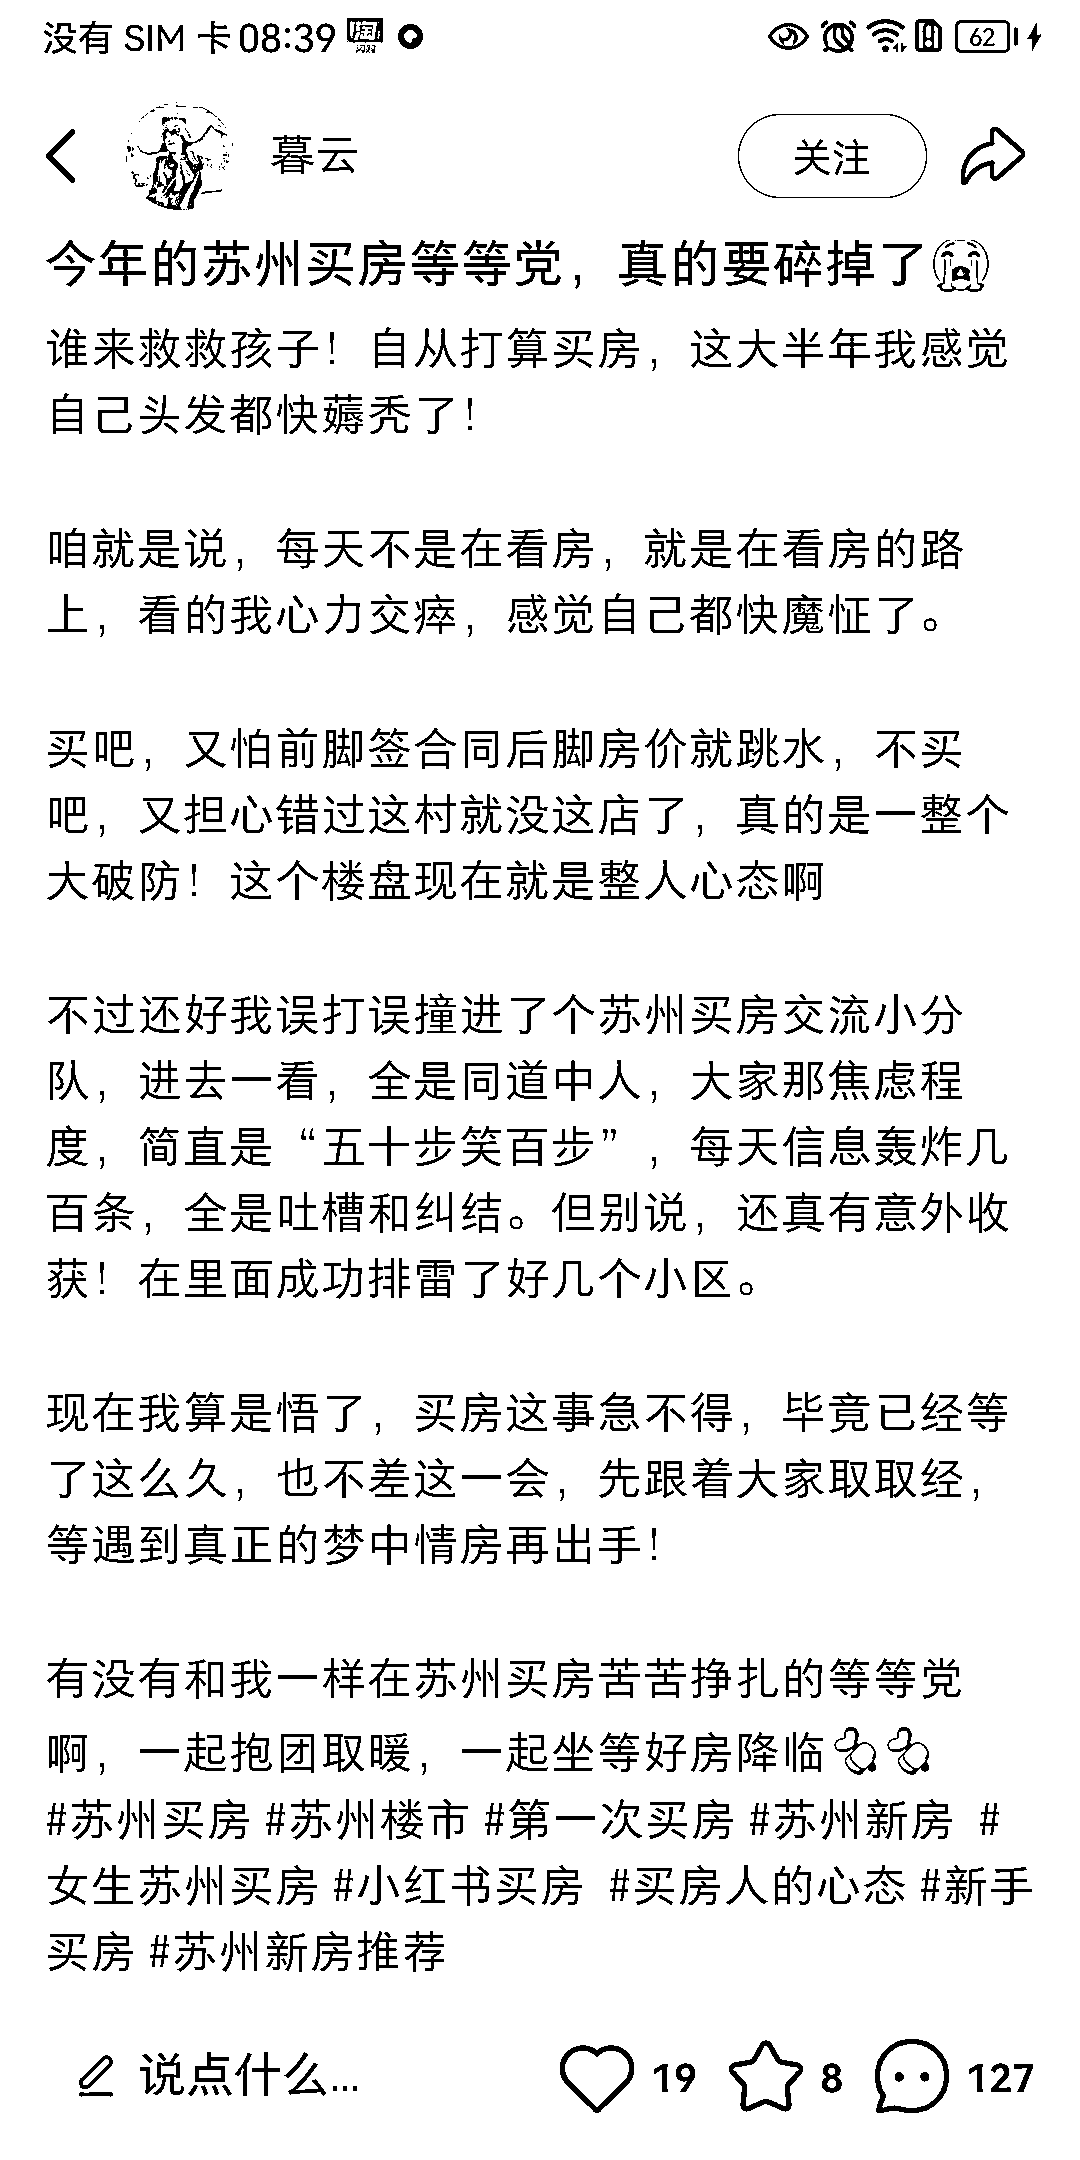 没有 SIM 卡 08:39
62
暮云
关注
今年的苏州买房等等党，真的要碎掉了😭
谁来救救孩子！自从打算买房，这大半年我感觉
自己头发都快薅秃了！
咱就是说，每天不是在看房，就是在看房的路
上，看的我心力交瘁，感觉自己都快魔怔了。
买吧，又怕前脚签合同后脚房价就跳水，不买
吧，又担心错过这村就没这店了，真的是一整个
大破防！这个楼盘现在就是整人心态啊
不过还好我误打误撞进了个苏州买房交流小分
队，进去一看，全是同道中人，大家那焦虑程
度，简直是“五十步笑百步”，每天信息轰炸几
百条，全是吐槽和纠结。但别说，还真有意外收
获！在里面成功排雷了好几个小区。
现在我算是悟了，买房这事急不得，毕竟已经等
了这么久，也不差这一会，先跟着大家取取经，
等遇到真正的梦中情房再出手！
有没有和我一样在苏州买房苦苦挣扎的等等党
啊，一起抱团取暖，一起坐等好房降临
#苏州买房 #苏州楼市 #第一次买房 #苏州新房 #
女生苏州买房 #小红书买房 #买房人的心态 #新手
买房 #苏州新房推荐
说点什么...
19
8
127